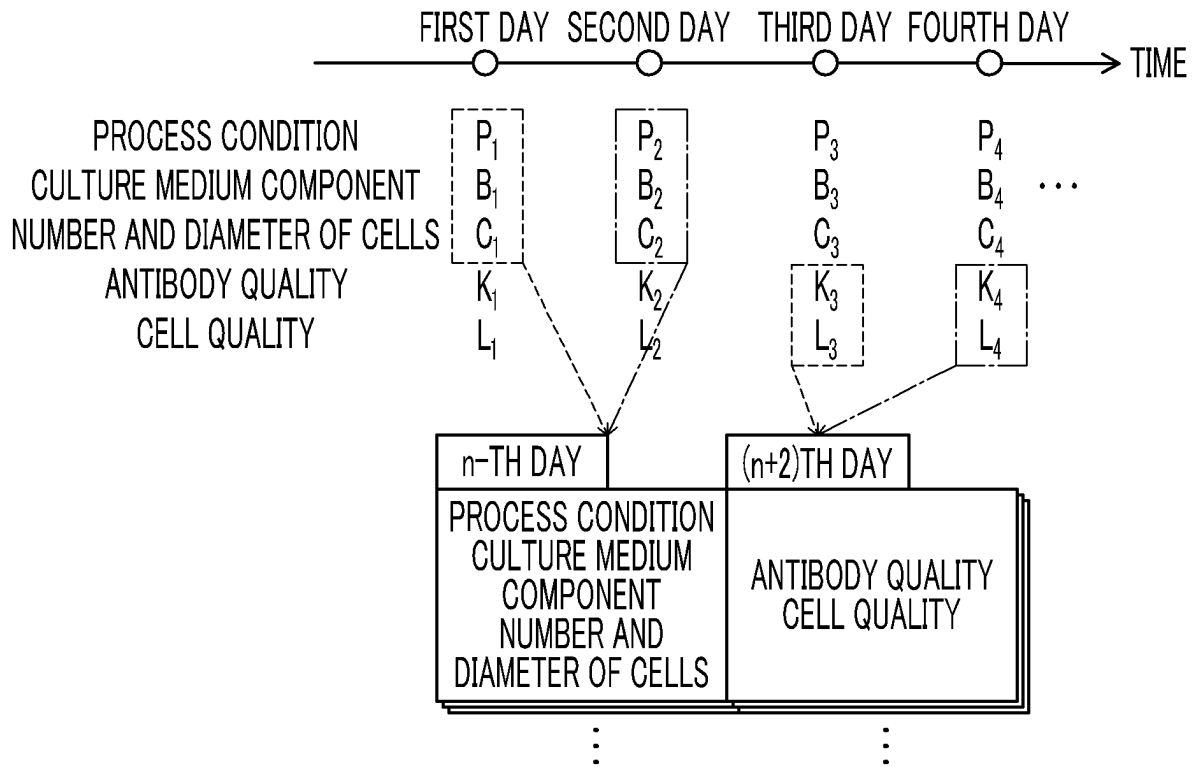 FIRST DAY SECOND DAY THIRD DAY FOURTH DAY
TIME
PROCESS CONDITION P₁ P₂ P₃ P₄
CULTURE MEDIUM COMPONENT B₁ B₂ B₃ B₄ ···
NUMBER AND DIAMETER OF CELLS C₁ C₂ C₃ C₄
ANTIBODY QUALITY K₁ K₂ K₃ K₄
CELL QUALITY L₁ L₂ L₃ L₄
n-TH DAY (n+2)TH DAY
PROCESS CONDITION
CULTURE MEDIUM
COMPONENT
NUMBER AND
DIAMETER OF CELLS
ANTIBODY QUALITY
CELL QUALITY